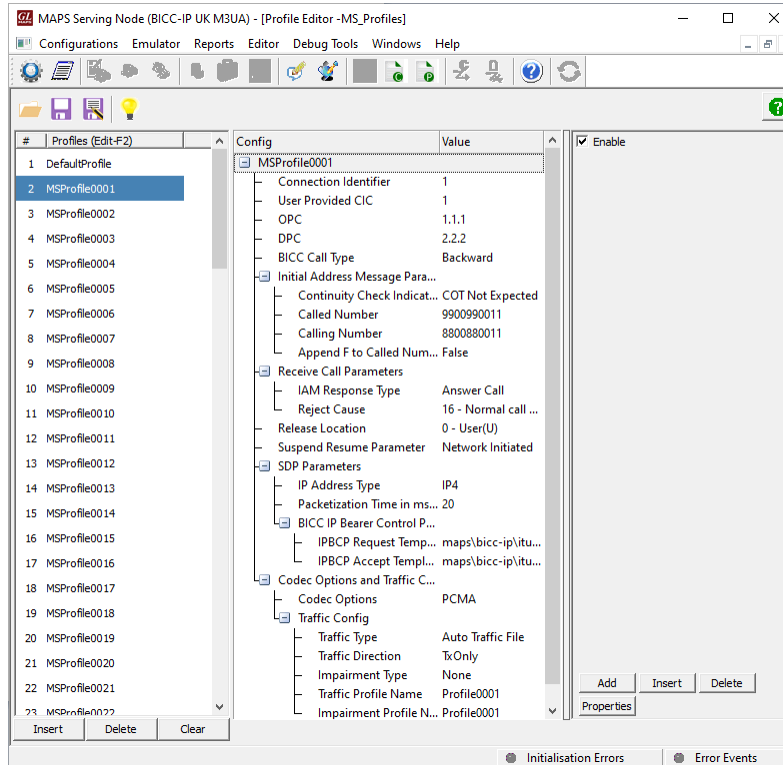 GL MAPS MAPS Serving Node (BICC-IP UK M3UA) - [Profile Editor -MS_Profiles]
Configurations Emulator Reports Editor Debug Tools Windows Help
# Profiles (Edit-F2)
1 DefaultProfile
2 MSProfile0001
3 MSProfile0002
4 MSProfile0003
5 MSProfile0004
6 MSProfile0005
7 MSProfile0006
8 MSProfile0007
9 MSProfile0008
10 MSProfile0009
11 MSProfile0010
12 MSProfile0011
13 MSProfile0012
14 MSProfile0013
15 MSProfile0014
16 MSProfile0015
17 MSProfile0016
18 MSProfile0017
19 MSProfile0018
20 MSProfile0019
21 MSProfile0020
22 MSProfile0021
23 MSProfile0022
Insert Delete Clear
Config Value
MSProfile0001
Connection Identifier 1
User Provided CIC 1
OPC 1.1.1
DPC 2.2.2
BICC Call Type Backward
Initial Address Message Para...
Continuity Check Indicat... COT Not Expected
Called Number 9900990011
Calling Number 8800880011
Append F to Called Num... False
Receive Call Parameters
IAM Response Type Answer Call
Reject Cause 16 - Normal call ...
Release Location 0 - User(U)
Suspend Resume Parameter Network Initiated
SDP Parameters
IP Address Type IP4
Packetization Time in ms... 20
BICC IP Bearer Control P...
IPBCP Request Temp... maps\bicc-ip\itu...
IPBCP Accept Templ... maps\bicc-ip\itu...
Codec Options and Traffic C...
Codec Options PCMA
Traffic Config
Traffic Type Auto Traffic File
Traffic Direction TxOnly
Impairment Type None
Traffic Profile Name Profile0001
Impairment Profile N... Profile0001
Enable
Add Insert Delete
Properties
Initialisation Errors Error Events